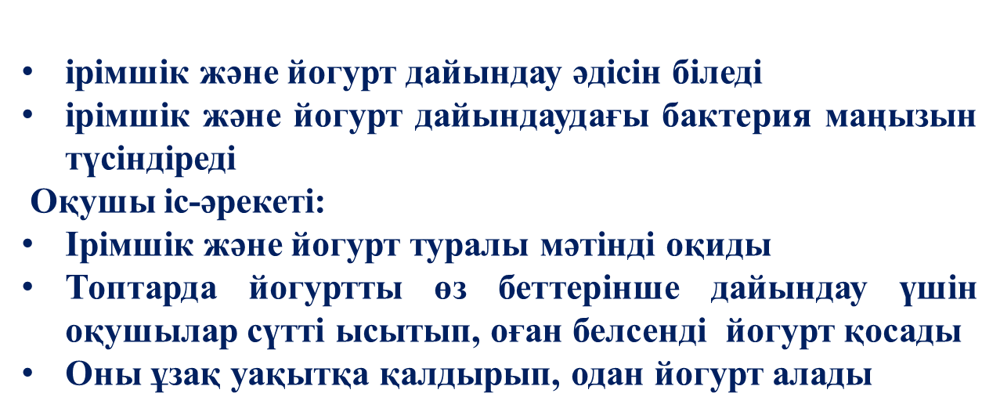 • ірімшік және йогурт дайындау әдісін біледі
• ірімшік және йогурт дайындаудағы бактерия маңызын
түсіндіреді
Оқушы іс-әрекеті:
• Ірімшік және йогурт туралы мәтінді оқиды
• Топтарда йогуртты өз беттерінше дайындау үшін
оқушылар сүтті ысытып, оған белсенді йогурт қосады
• Оны ұзақ уақытқа қалдырып, одан йогурт алады